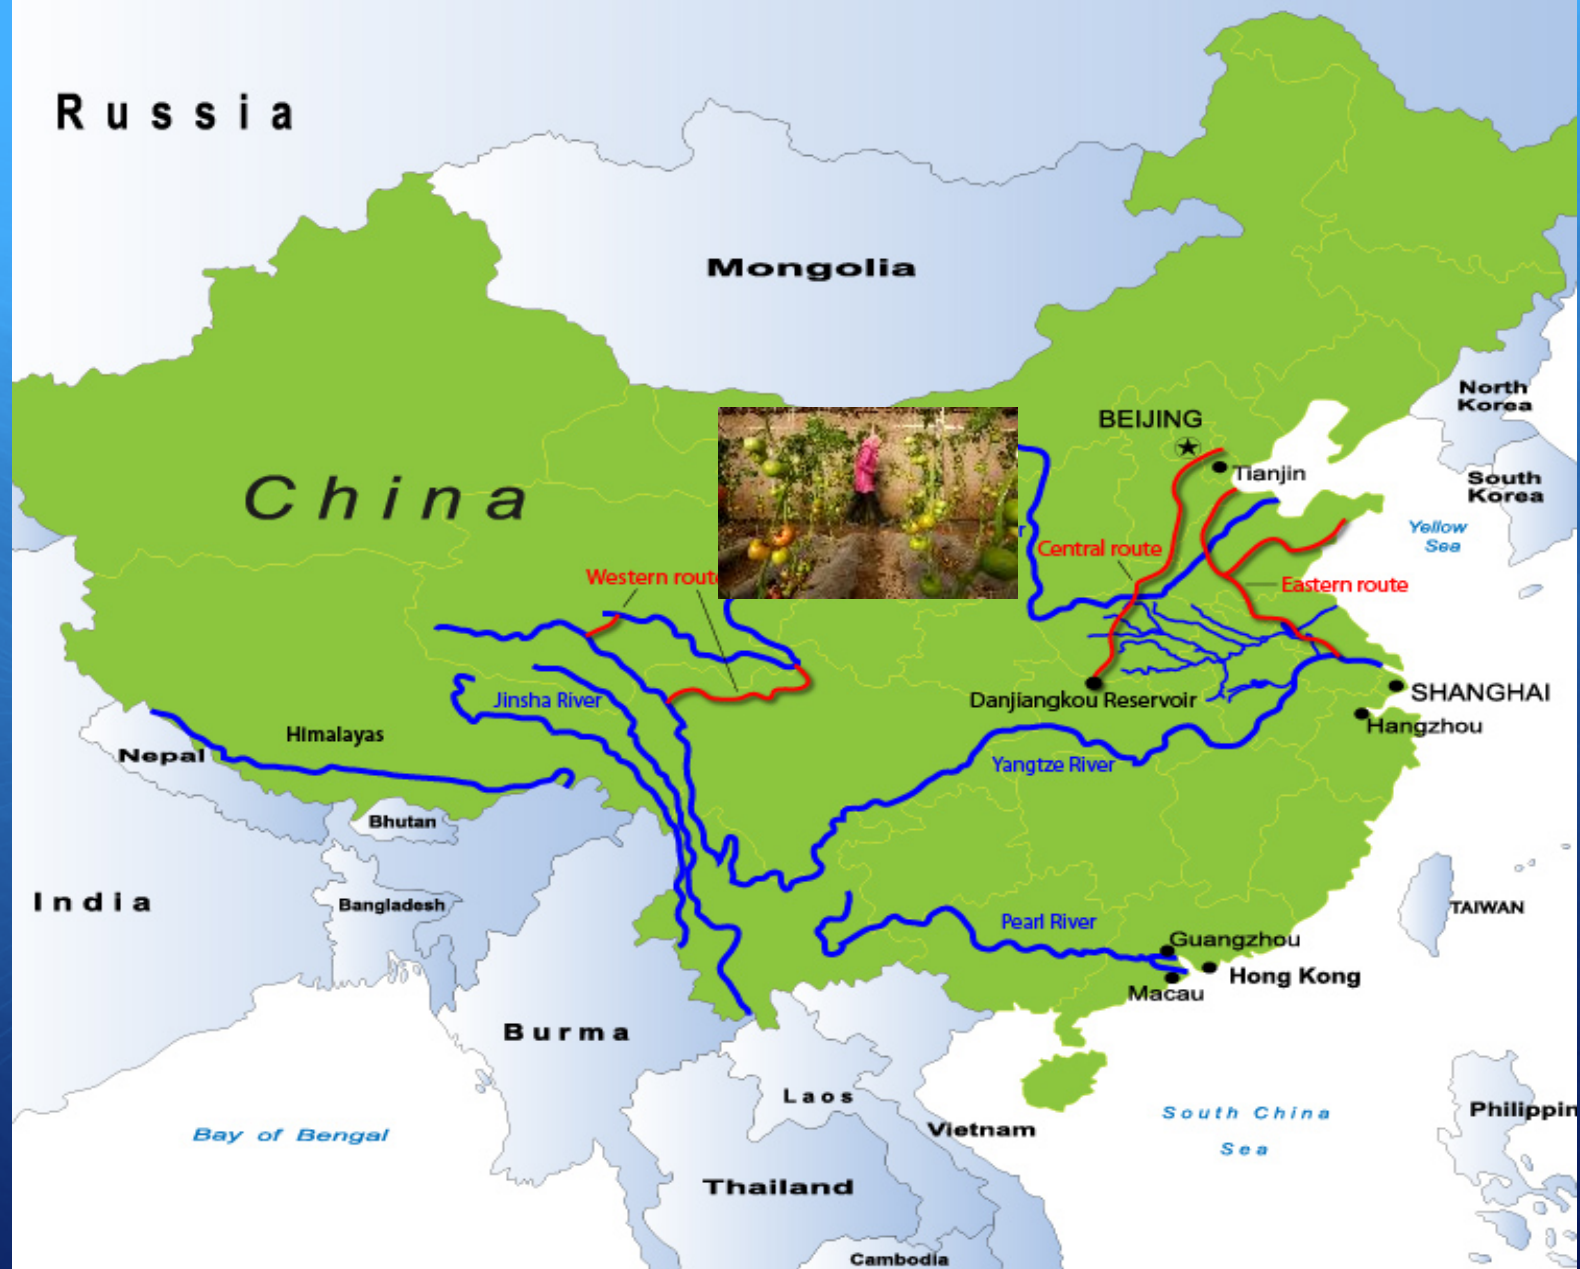 Russia
Mongolia
North
Korea
BEIJING
Tianjin
South
Korea
China
Yellow
Sea
r
Central route
Western rout
Eastern route
Jinsha River
Danjiangkou Reservoir
SHANGHAI
Hangzhou
Himalayas
Nepal
Yangtze River
Bhutan
India
Bangladesh
TAIWAN
Pearl River
Guangzhou
Hong Kong
Macau
Burma
Laos
South China
Sea
Philippin
Vietnam
Bay of Bengal
Thailand
Cambodia